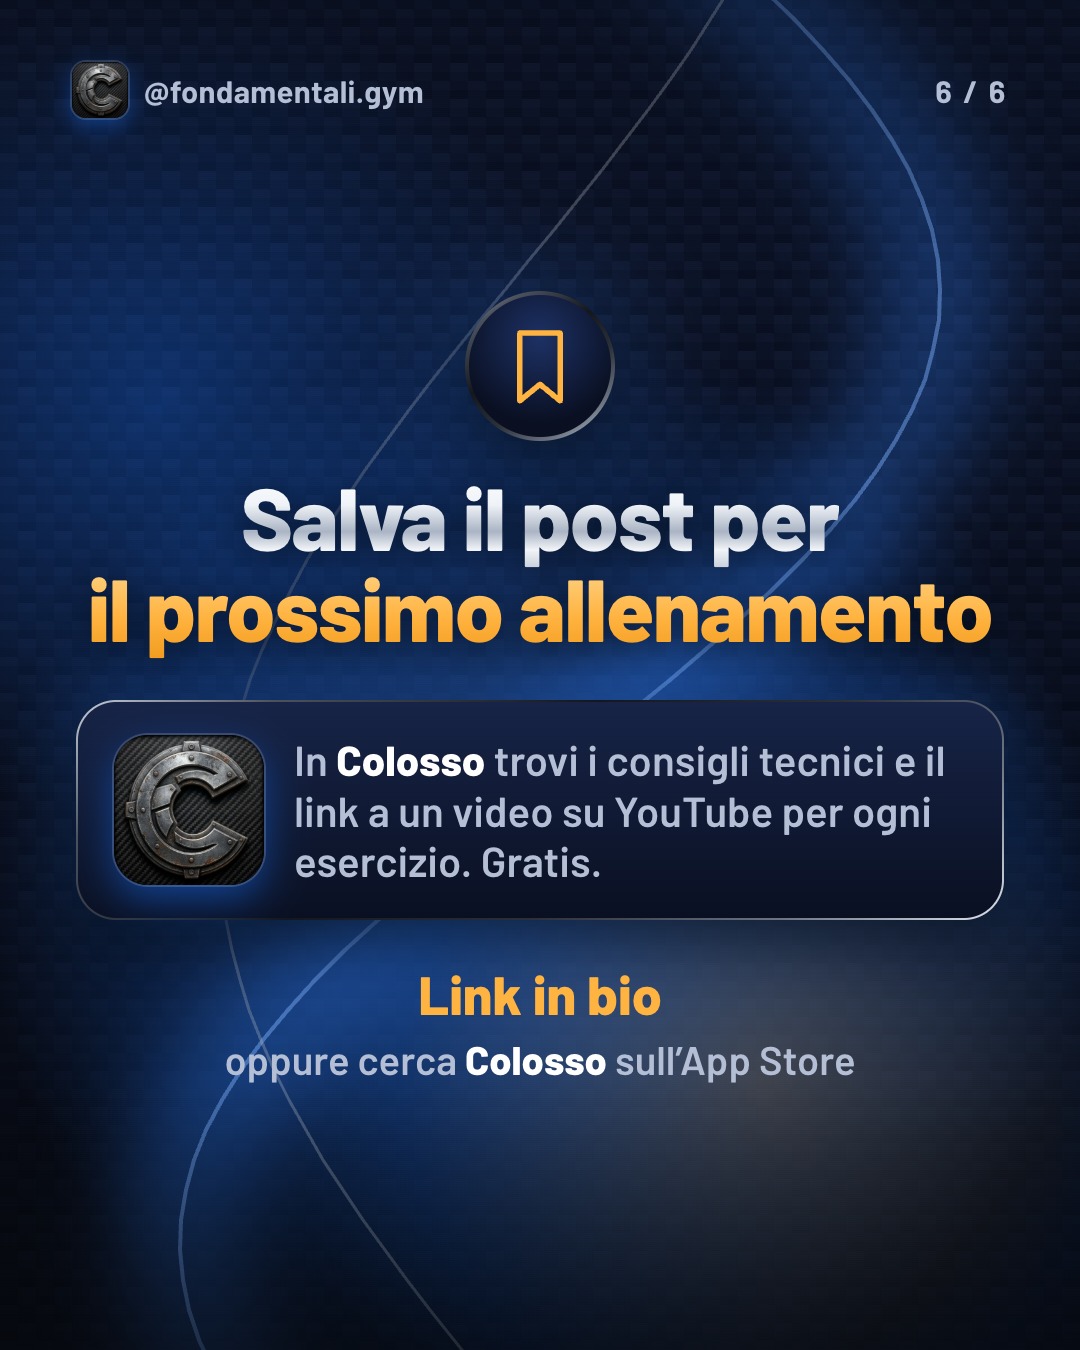 @fondamentali.gym
6 / 6
Salva il post per
il prossimo allenamento
In Colosso trovi i consigli tecnici e il
link a un video su YouTube per ogni
esercizio. Gratis.
Link in bio
oppure cerca Colosso sull’App Store